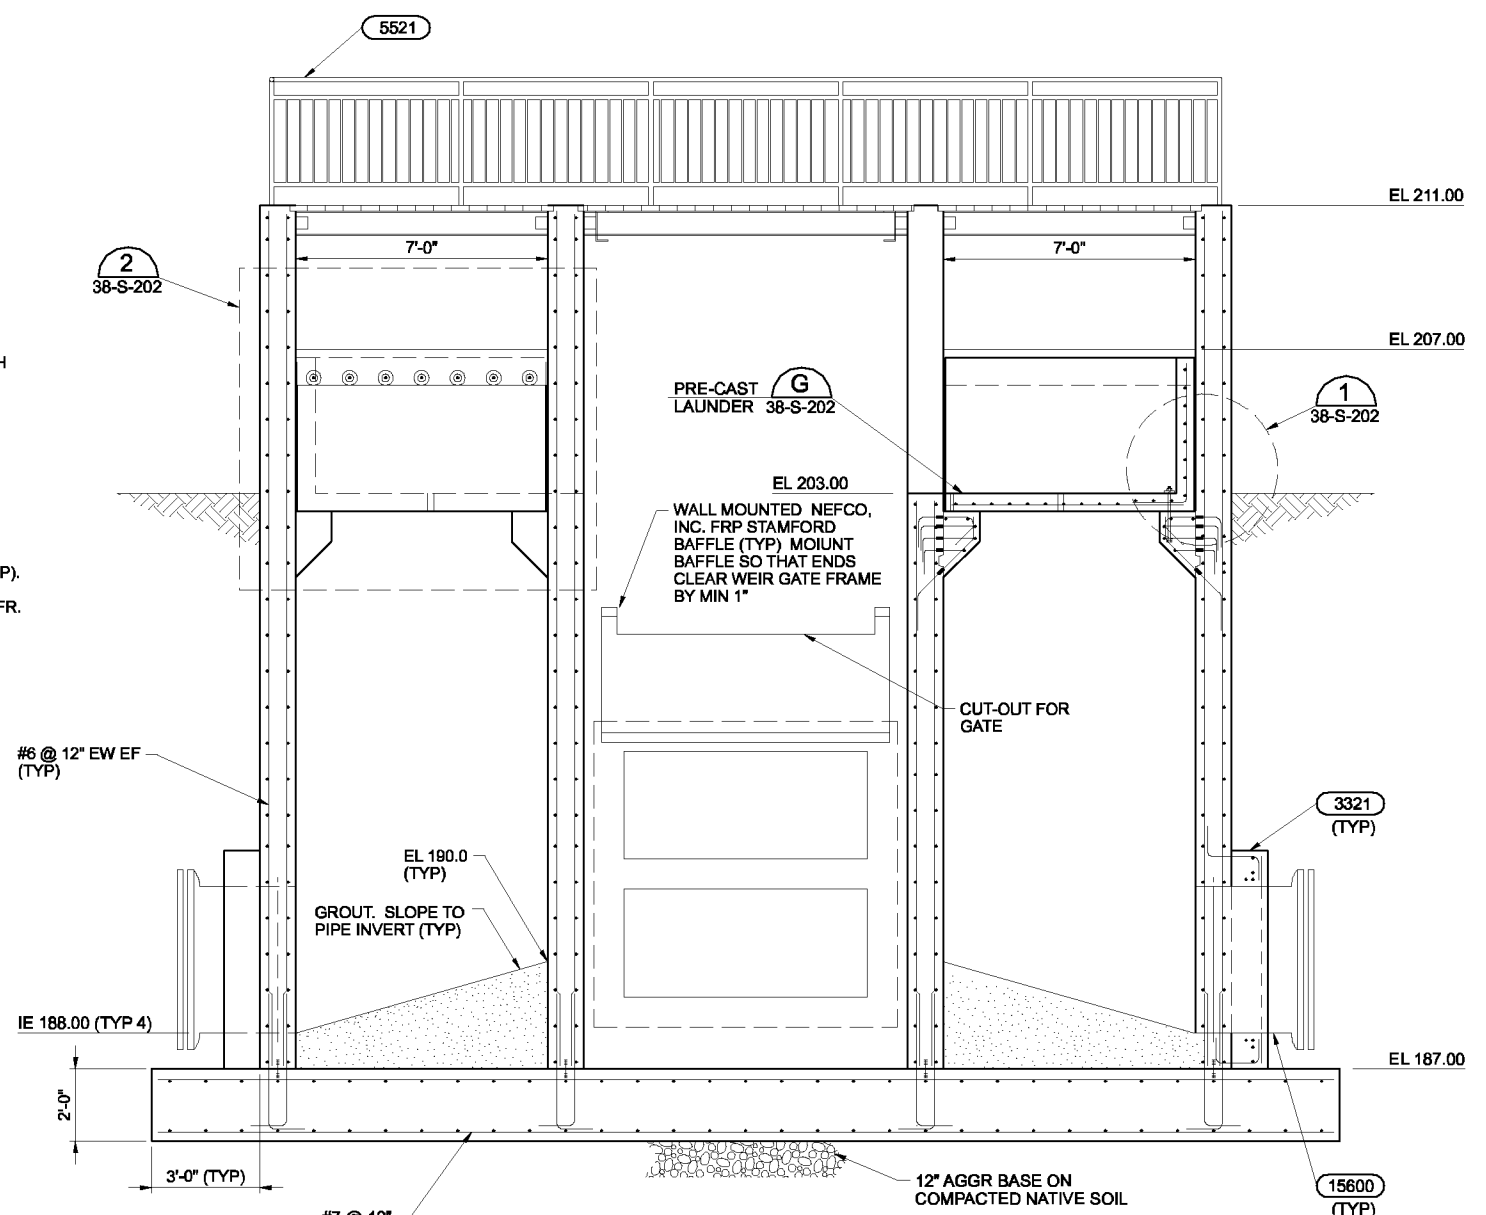 5521
EL 211.00
7'-0"
7'-0"
2
38-S-202
EL 207.00
H
PRE-CAST
LAUNDER
G
38-S-202
1
38-S-202
EL 203.00
WALL MOUNTED NEFCO,
INC. FRP STAMFORD
BAFFLE (TYP) MOIUNT
BAFFLE SO THAT ENDS
CLEAR WEIR GATE FRAME
BY MIN 1"
P).
FR.
CUT-OUT FOR
GATE
#6 @ 12" EW EF
(TYP)
3321
(TYP)
EL 190.0
(TYP)
GROUT. SLOPE TO
PIPE INVERT (TYP)
IE 188.00 (TYP 4)
EL 187.00
2'-0"
3'-0" (TYP)
12" AGGR BASE ON
COMPACTED NATIVE SOIL
15600
(TYP)
#7 @ 12"